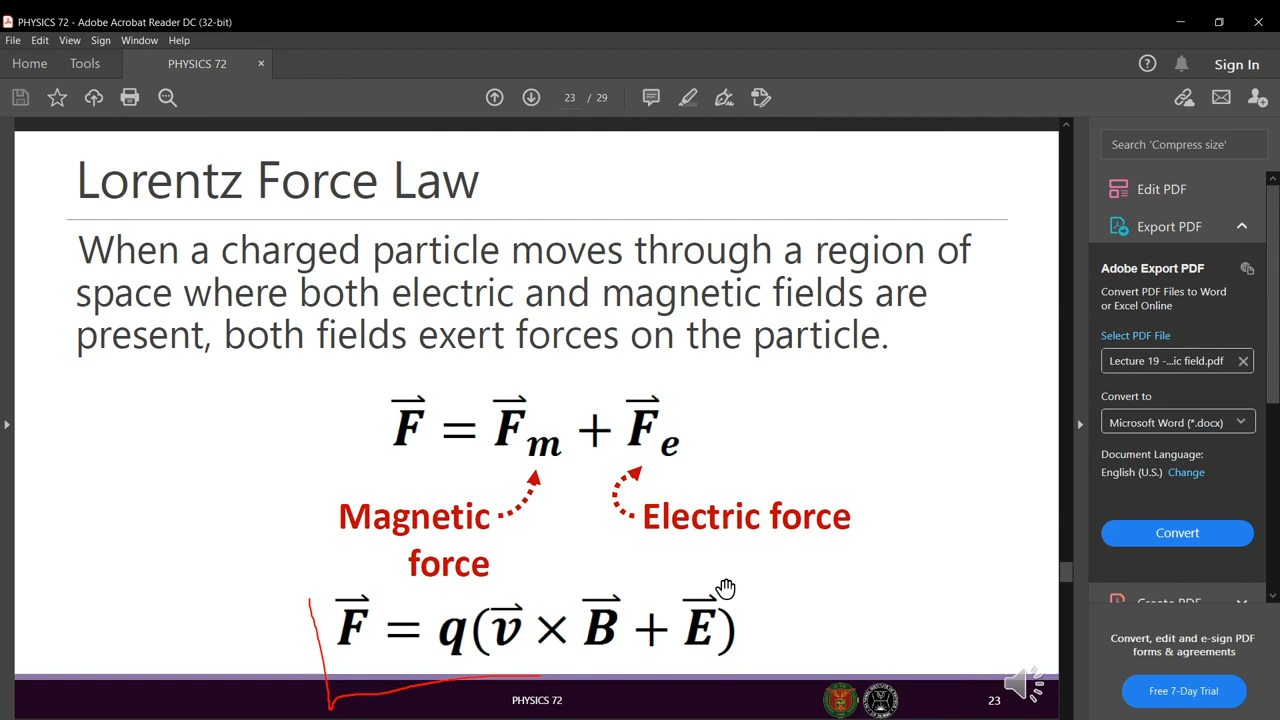 PHYSICS 72 - Adobe Acrobat Reader DC (32-bit)
File Edit View Sign Window Help
Home Tools PHYSICS 72 × Sign In
23 / 29
Lorentz Force Law
When a charged particle moves through a region of
space where both electric and magnetic fields are
present, both fields exert forces on the particle.
F⃗ = F⃗ₘ + F⃗ₑ
Magnetic
force
Electric force
F⃗ = q(v⃗ × B⃗ + E⃗)
PHYSICS 72
23
Search 'Compress size'
Edit PDF
Export PDF
Adobe Export PDF
Convert PDF Files to Word
or Excel Online
Select PDF File
Lecture 19 -...ic field.pdf
Convert to
Microsoft Word (*.docx)
Document Language:
English (U.S.) Change
Convert
Create PDF
Convert, edit and e-sign PDF
forms & agreements
Free 7-Day Trial